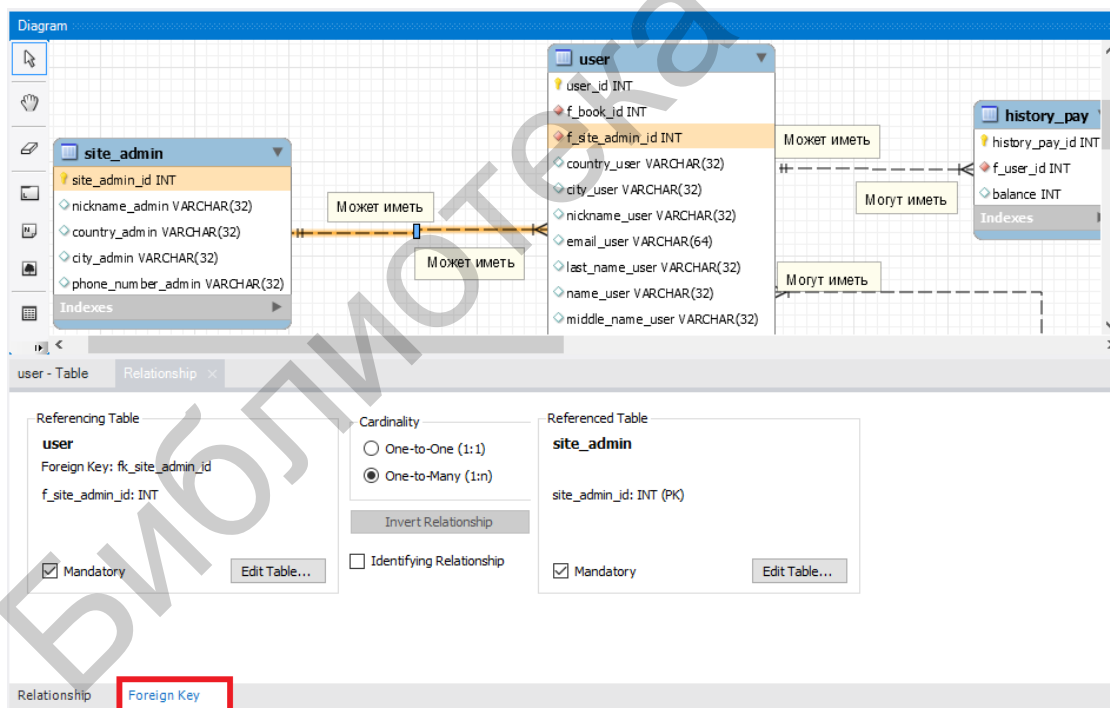 Diagram
site_admin
site_admin_id INT
nickname_admin VARCHAR(32)
country_admin VARCHAR(32)
city_admin VARCHAR(32)
phone_number_admin VARCHAR(32)
Indexes
Может иметь
Может иметь
user
user_id INT
f_book_id INT
f_site_admin_id INT
country_user VARCHAR(32)
city_user VARCHAR(32)
nickname_user VARCHAR(32)
email_user VARCHAR(64)
last_name_user VARCHAR(32)
name_user VARCHAR(32)
middle_name_user VARCHAR(32)
Может иметь
Могут иметь
Могут иметь
history_pay
history_pay_id INT
f_user_id INT
balance INT
Indexes
user - Table
Relationship
Referencing Table
user
Foreign Key: fk_site_admin_id
f_site_admin_id: INT
Mandatory
Edit Table...
Cardinality
One-to-One (1:1)
One-to-Many (1:n)
Invert Relationship
Identifying Relationship
Referenced Table
site_admin
site_admin_id: INT (PK)
Mandatory
Edit Table...
Relationship
Foreign Key
Библиотека